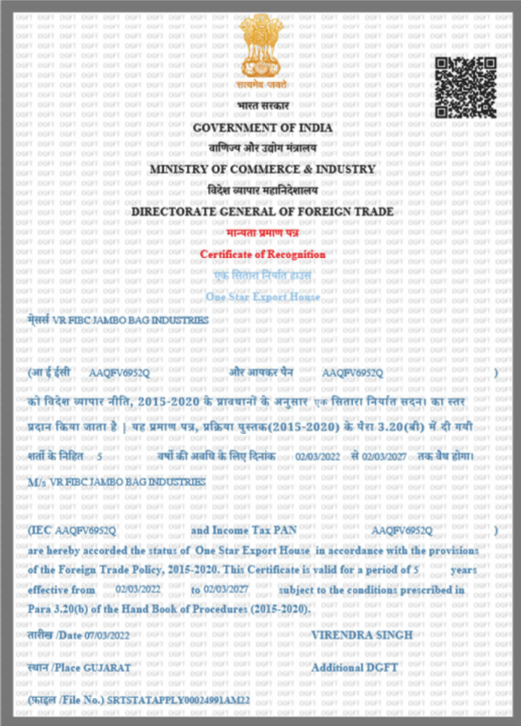 सत्यमेव जयते
भारत सरकार
GOVERNMENT OF INDIA
वाणिज्य और उद्योग मंत्रालय
MINISTRY OF COMMERCE & INDUSTRY
विदेश व्यापार महानिदेशालय
DIRECTORATE GENERAL OF FOREIGN TRADE
मान्यता प्रमाण पत्र
Certificate of Recognition
एक सितारा निर्यात हाउस
One Star Export House
मेसर्स VR FIBC JAMBO BAG INDUSTRIES
(आ ई ईसी AAQFV6952Q और आयकर पैन AAQFV6952Q )
को विदेश व्यापार नीति, 2015-2020 के प्रावधानों के अनुसार एक सितारा निर्यात सदन। का स्तर
प्रदान किया जाता है | यह प्रमाण पत्र, प्रक्रिया पुस्तक(2015-2020) के पैरा 3.20(बी) में दी गयी
शर्तो के निहित 5 वर्षो की अवधि के लिए दिनांक 02/03/2022 से 02/03/2027 तक वैध होगा।
M/s VR FIBC JAMBO BAG INDUSTRIES
(IEC AAQFV6952Q and Income Tax PAN AAQFV6952Q )
are hereby accorded the status of One Star Export House in accordance with the provisions
of the Foreign Trade Policy, 2015-2020. This Certificate is valid for a period of 5 years
effective from 02/03/2022 to 02/03/2027 subject to the conditions prescribed in
Para 3.20(b) of the Hand Book of Procedures (2015-2020).
तारीख /Date 07/03/2022 VIRENDRA SINGH
स्थान /Place GUJARAT Additional DGFT
(फाइल /File No.) SRTSTATAPPLY00024991AM22